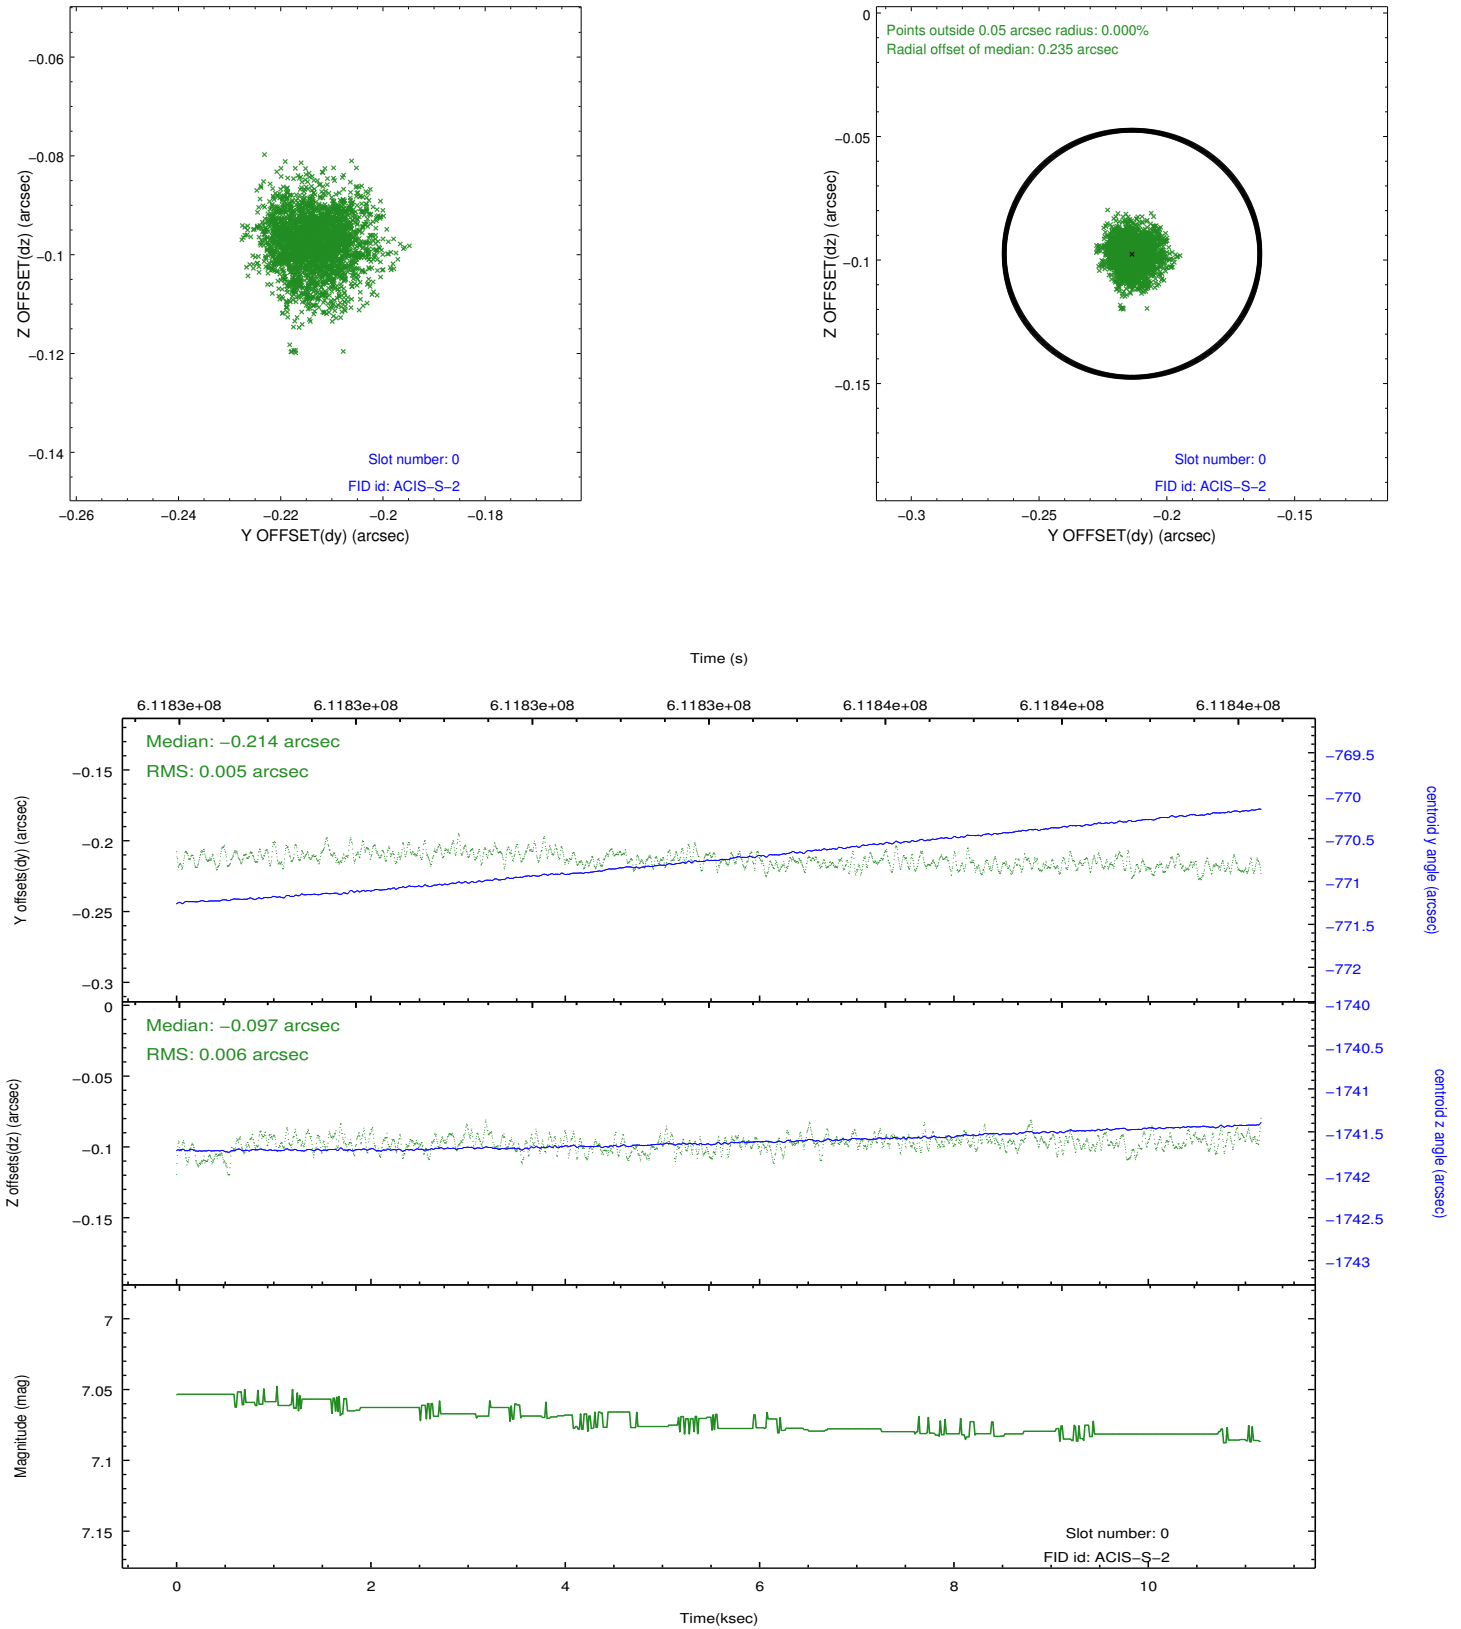 −0.06
−0.08
−0.1
−0.12
−0.14
Z OFFSET(dz) (arcsec)
Slot number: 0
FID id: ACIS−S−2
−0.26
−0.24
−0.22
−0.2
−0.18
Y OFFSET(dy) (arcsec)
0
−0.05
−0.1
−0.15
Z OFFSET(dz) (arcsec)
Points outside 0.05 arcsec radius: 0.000%
Radial offset of median: 0.235 arcsec
Slot number: 0
FID id: ACIS−S−2
−0.3
−0.25
−0.2
−0.15
Y OFFSET(dy) (arcsec)
Time (s)
6.1183e+08
6.1183e+08
6.1183e+08
6.1183e+08
6.1184e+08
6.1184e+08
6.1184e+08
Median: −0.214 arcsec
RMS: 0.005 arcsec
−0.15
−0.2
−0.25
−0.3
Y offsets(dy) (arcsec)
−769.5
−770
−770.5
−771
−771.5
−772
centroid y angle (arcsec)
Median: −0.097 arcsec
RMS: 0.006 arcsec
0
−0.05
−0.1
−0.15
Z offsets(dz) (arcsec)
−1740
−1740.5
−1741
−1741.5
−1742
−1742.5
−1743
centroid z angle (arcsec)
7
7.05
7.1
7.15
Magnitude (mag)
Slot number: 0
FID id: ACIS−S−2
0
2
4
6
8
10
Time(ksec)